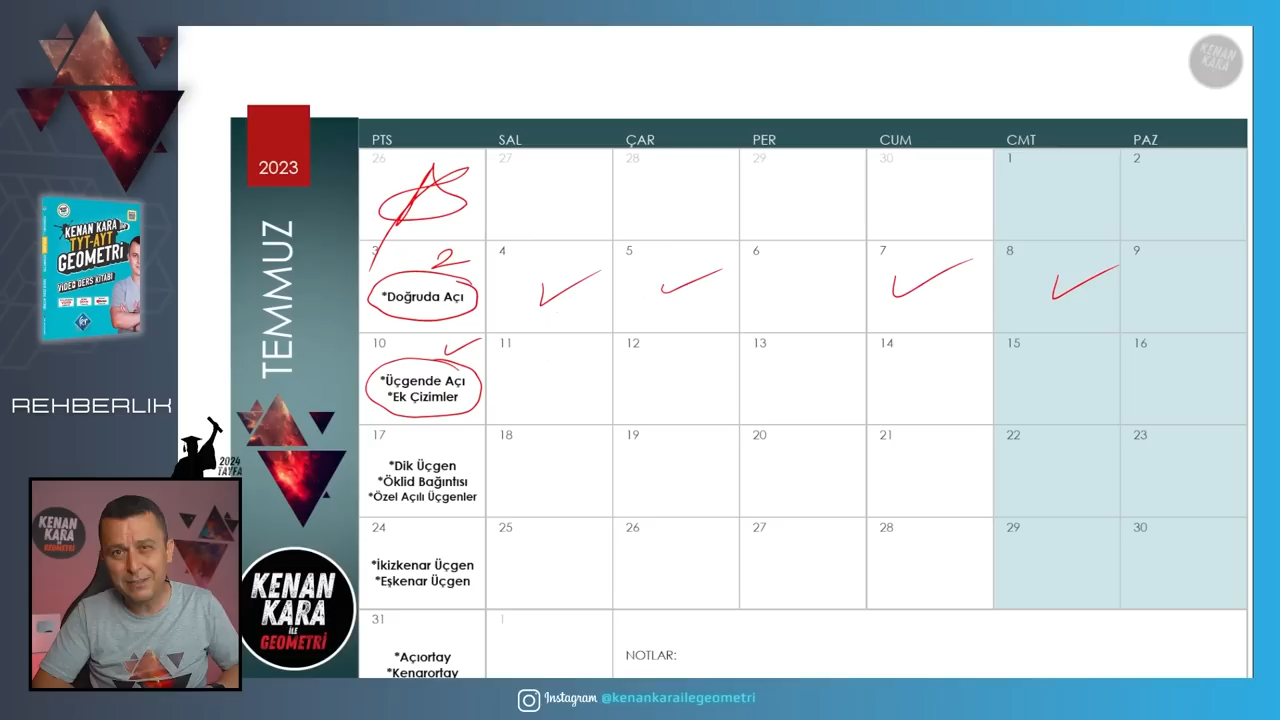 KENAN
KARA
2023
TEMMUZ
PTS SAL ÇAR PER CUM CMT PAZ
26 27 28 29 30 1 2
3 4 5 6 7 8 9
2
*Doğruda Açı
10 11 12 13 14 15 16
*Üçgende Açı
*Ek Çizimler
17 18 19 20 21 22 23
*Dik Üçgen
*Öklid Bağıntısı
*Özel Açılı Üçgenler
24 25 26 27 28 29 30
*İkizkenar Üçgen
*Eşkenar Üçgen
31 1
*Açıortay
*Kenarortay
NOTLAR:
KENAN KARA ile
TYT-AYT
GEOMETRİ
VİDEO DERS KİTABI
REHBERLIK
2024
TAYFA
KENAN
KARA
İLE
GEOMETRİ
KENAN
KARA
İLE
GEOMETRİ
Instagram @kenankarailegeometri